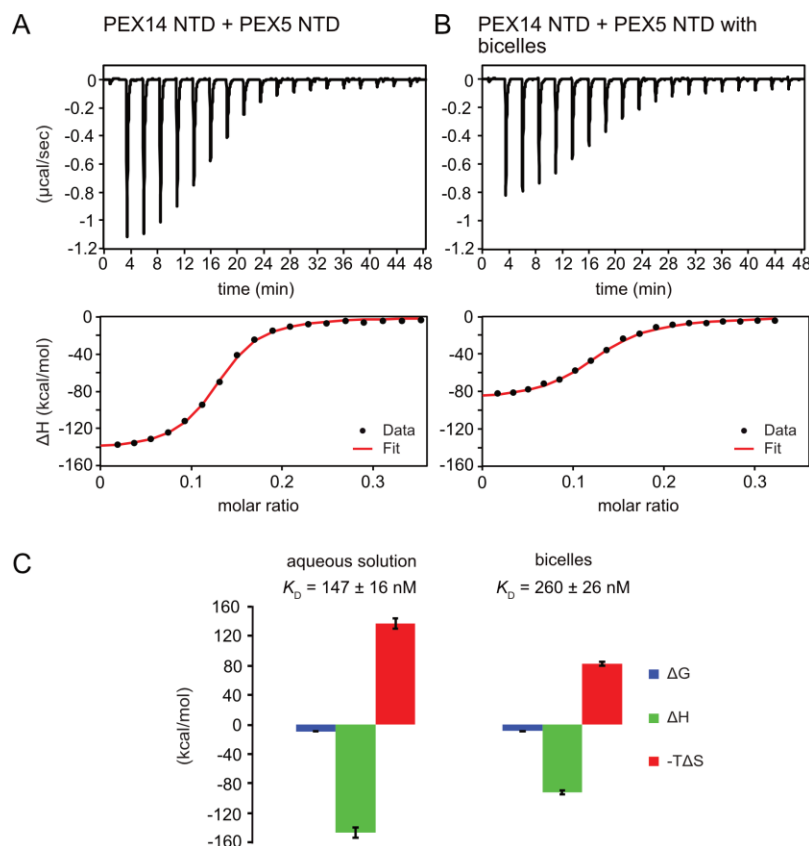 A
PEX14 NTD + PEX5 NTD
B
PEX14 NTD + PEX5 NTD with
bicelles
0
-0.2
-0.4
-0.6
-0.8
-1
-1.2
(µcal/sec)
0 4 8 12 16 20 24 28 32 36 40 44 48
time (min)
0
-0.2
-0.4
-0.6
-0.8
-1
-1.2
0 4 8 12 16 20 24 28 32 36 40 44 48
time (min)
0
-40
-80
-120
-160
ΔH (kcal/mol)
Data
Fit
0 0.1 0.2 0.3
molar ratio
0
-40
-80
-120
-160
Data
Fit
0 0.1 0.2 0.3
molar ratio
C
aqueous solution
KD = 147 ± 16 nM
bicelles
KD = 260 ± 26 nM
160
120
80
40
0
-40
-80
-120
-160
(kcal/mol)
ΔG
ΔH
-TΔS